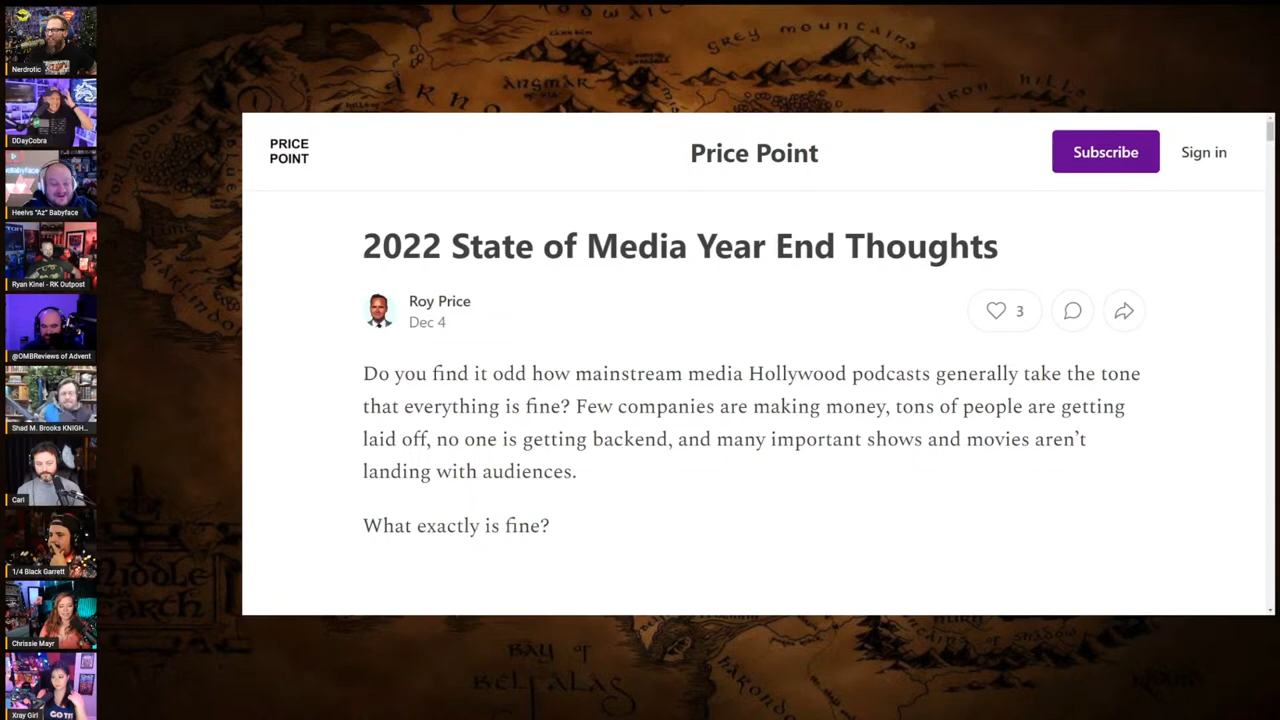 Nerdrotic
DDayCobra
Heelvs "Az" Babyface
Ryan Kinel - RK Outpost
@OMBReviews of Advent
Shad M. Brooks KNIGH...
Carl
1/4 Black Garrett
Chrissie Mayr
Xray Girl
GREY MOUNTAINS
ANGMAR
PRICE
POINT
Price Point
Subscribe
Sign in
2022 State of Media Year End Thoughts
Roy Price
Dec 4
3
Do you find it odd how mainstream media Hollywood podcasts generally take the tone
that everything is fine? Few companies are making money, tons of people are getting
laid off, no one is getting backend, and many important shows and movies aren't
landing with audiences.
What exactly is fine?
MIDDLE
EARTH
BAY OF
BELFALAS